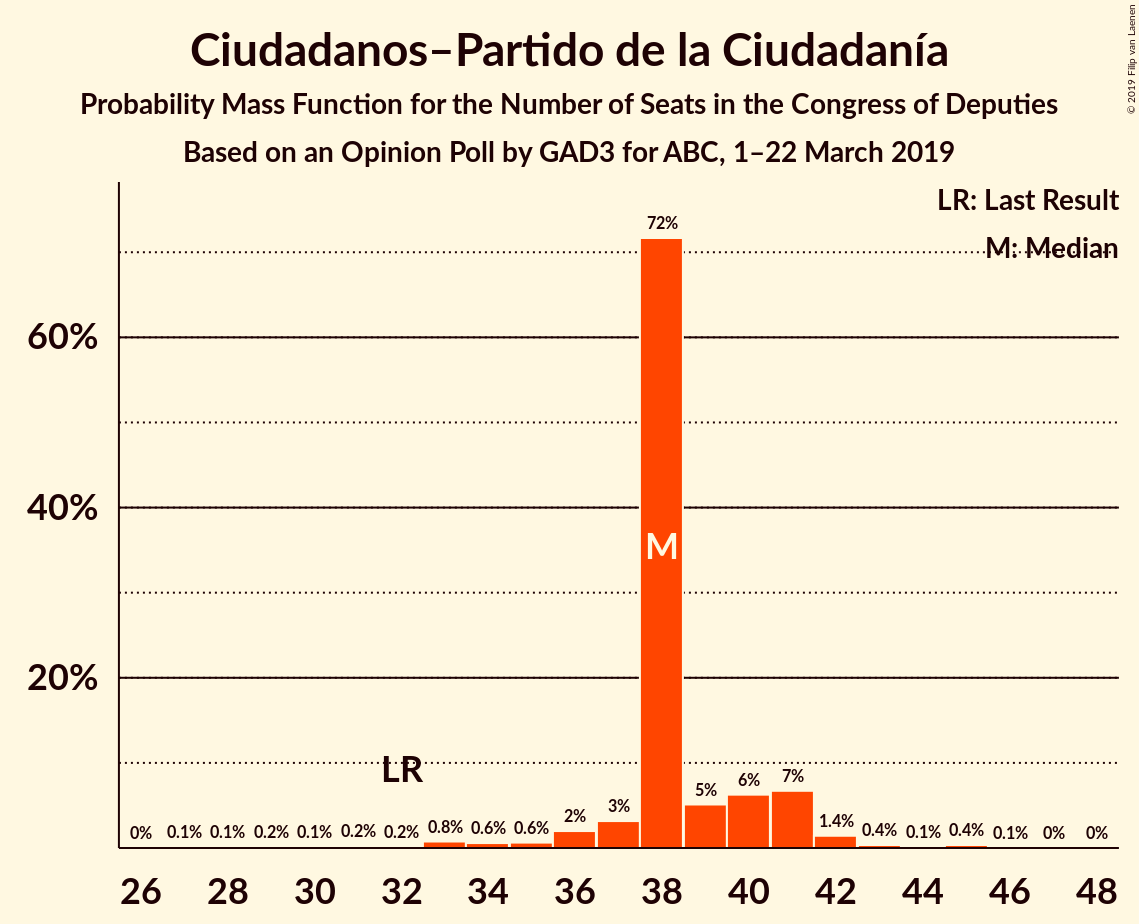 Ciudadanos–Partido de la Ciudadanía
Probability Mass Function for the Number of Seats in the Congress of Deputies
Based on an Opinion Poll by GAD3 for ABC, 1–22 March 2019
© 2019 Filip van Laenen
LR: Last Result
M: Median
72%
60%
40%
M
20%
LR
0% 0.1% 0.1% 0.2% 0.1% 0.2% 0.2% 0.8% 0.6% 0.6% 2% 3% 5% 6% 7% 1.4% 0.4% 0.1% 0.4% 0.1% 0% 0%
26 28 30 32 34 36 38 40 42 44 46 48